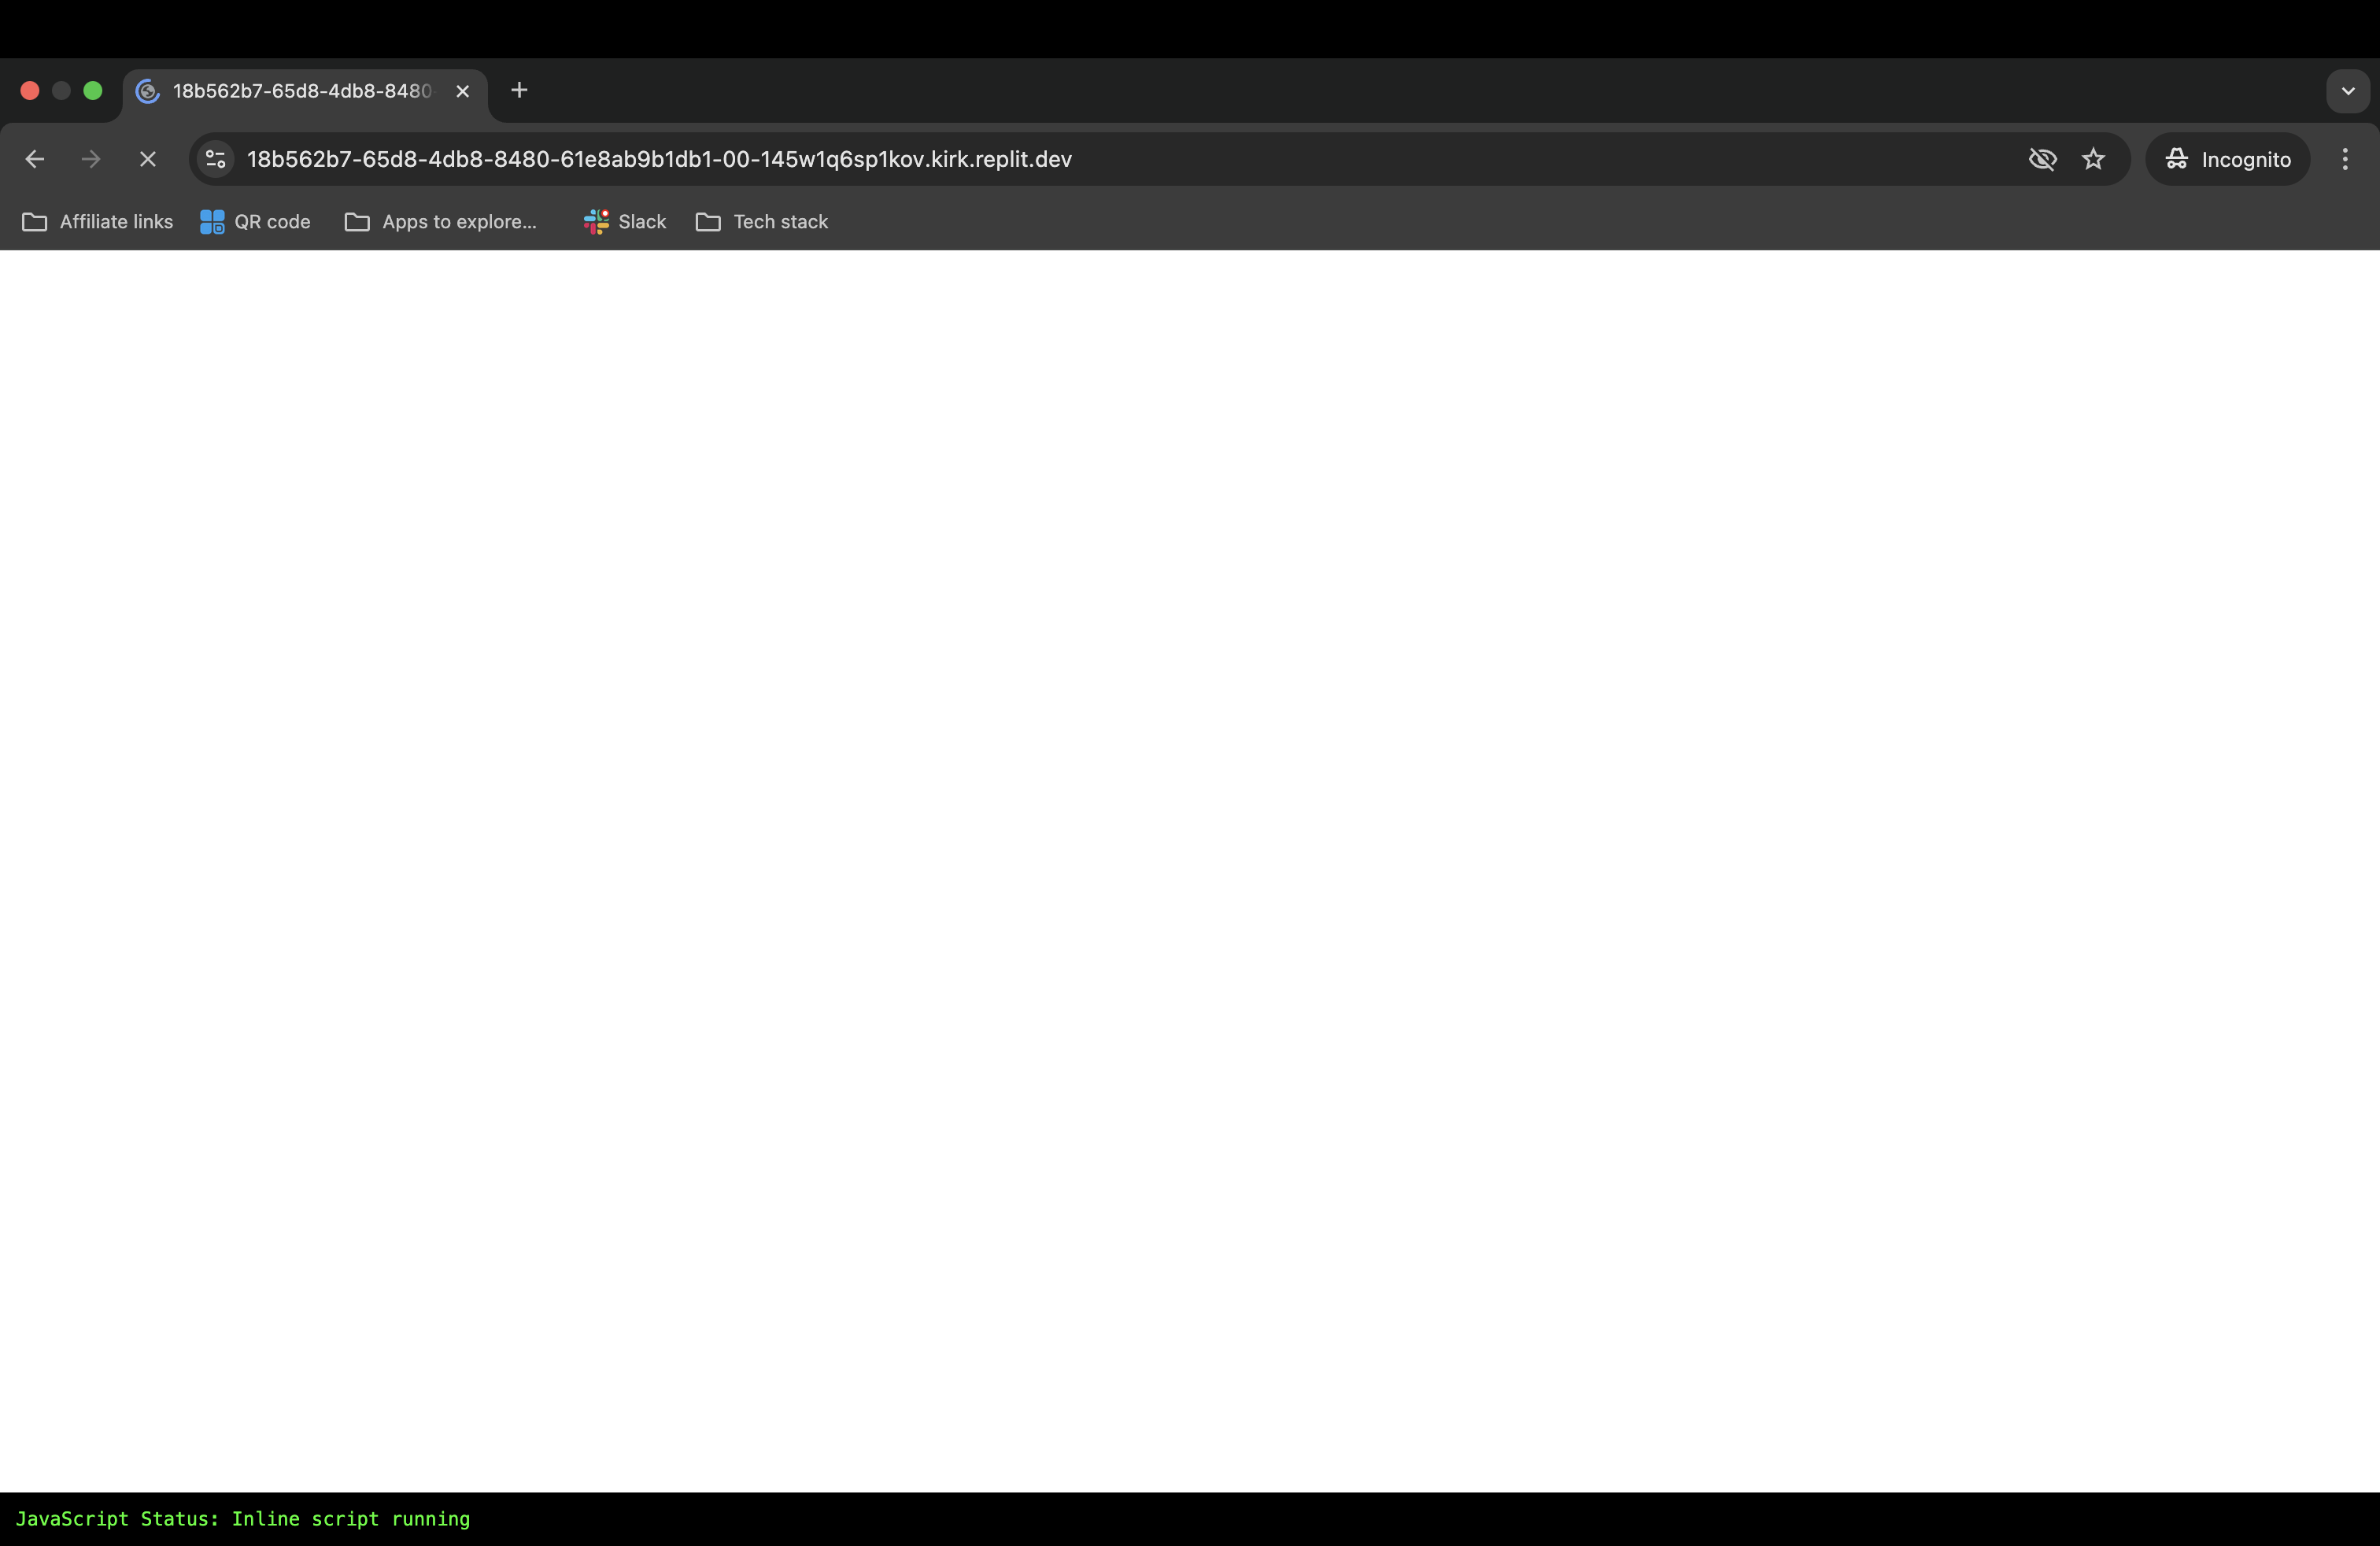 18b562b7-65d8-4db8-8480
18b562b7-65d8-4db8-8480-61e8ab9b1db1-00-145w1q6sp1kov.kirk.replit.dev
Incognito
Affiliate links
QR code
Apps to explore...
Slack
Tech stack
JavaScript Status: Inline script running